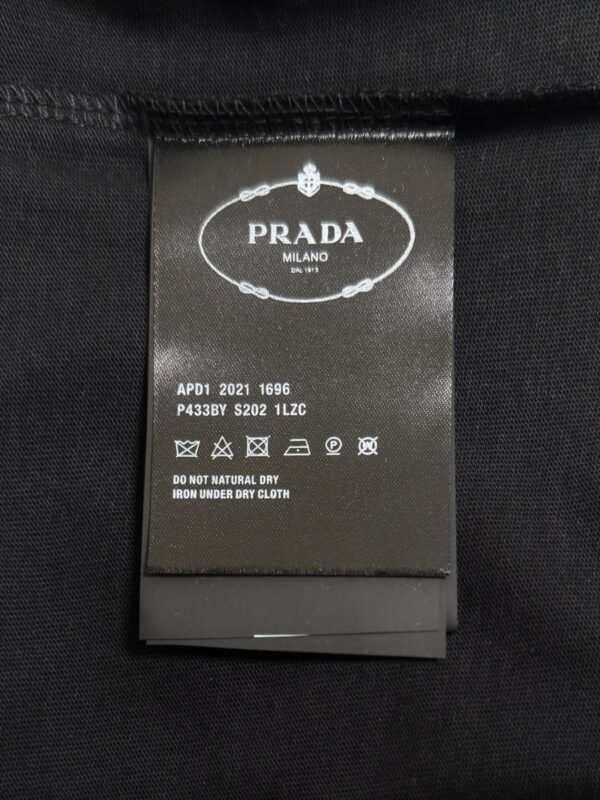 PRADA
MILANO
DAL 1913
APD1 2021 1696
P433BY S202 1LZC
P W
DO NOT NATURAL DRY
IRON UNDER DRY CLOTH